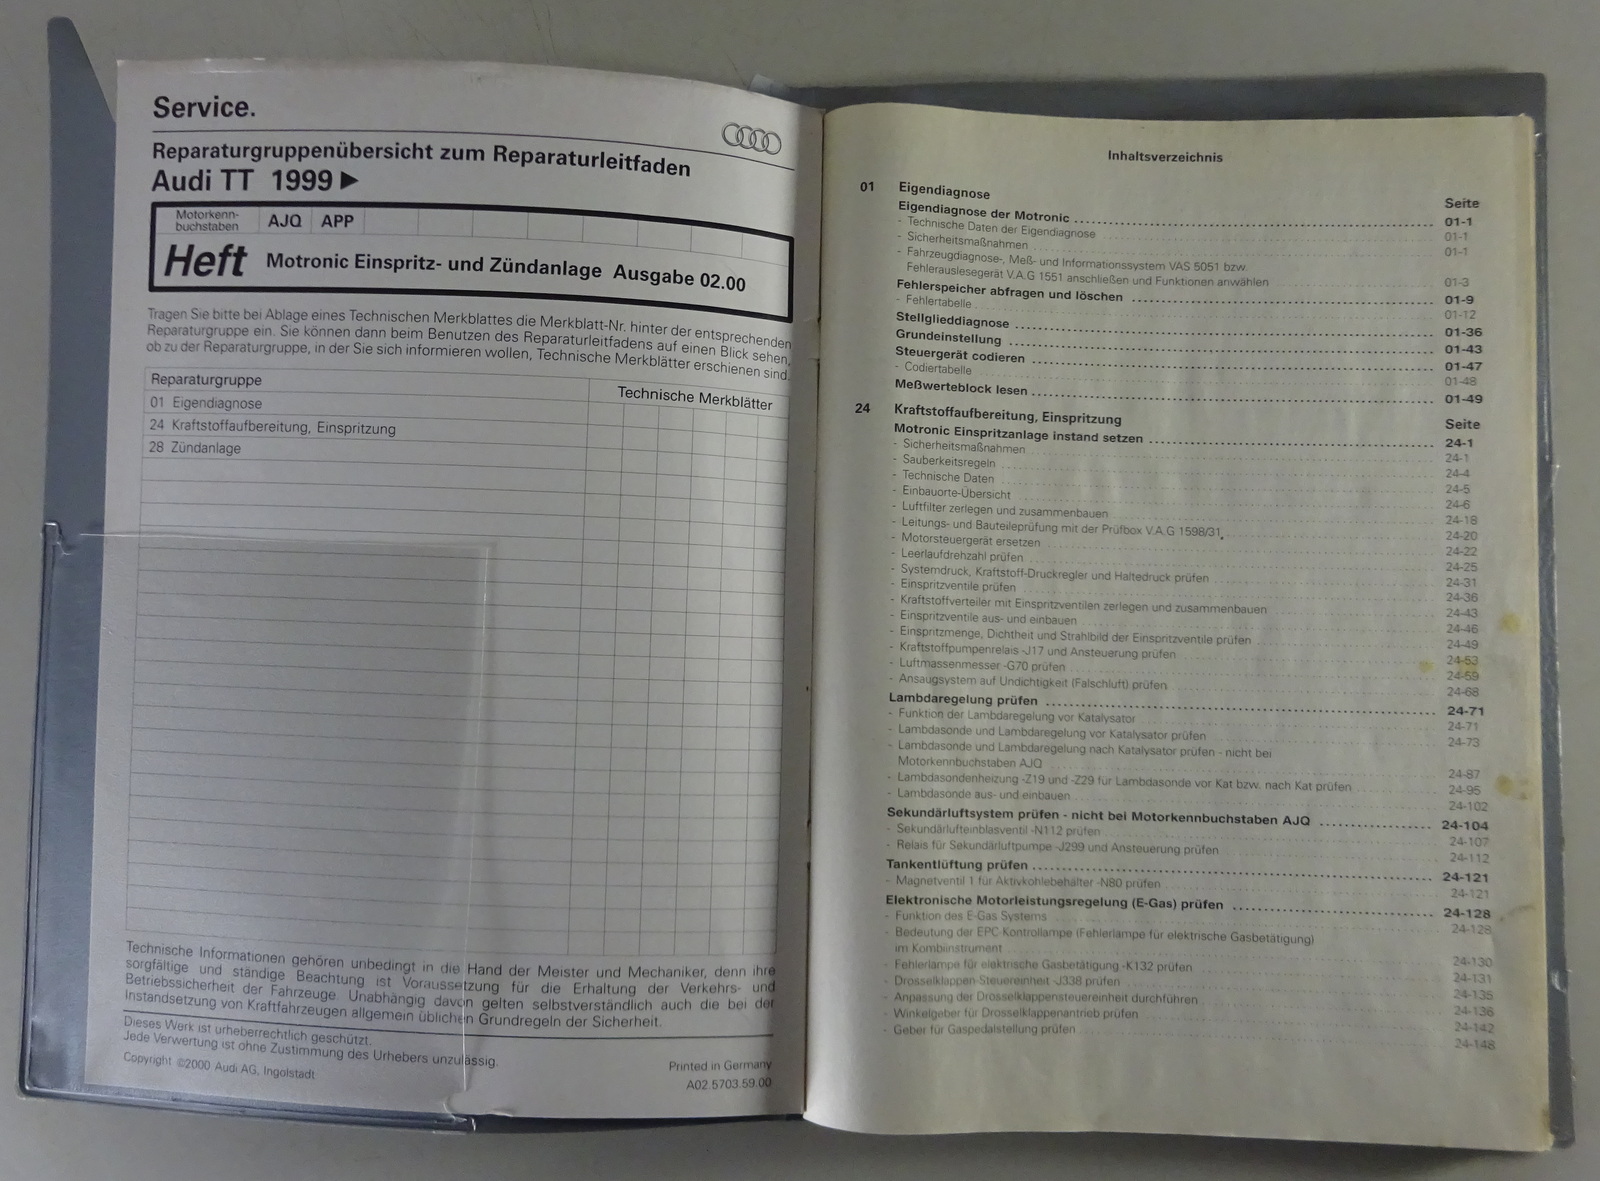 Service.
Reparaturgruppenübersicht zum Reparaturleitfaden
Audi TT 1999 ▶
Motorkenn-
buchstaben
AJQ APP
Heft Motronic Einspritz- und Zündanlage Ausgabe 02.00
Tragen Sie bitte bei Ablage eines Technischen Merkblattes die Merkblatt-Nr. hinter der entsprechenden
Reparaturgruppe ein. Sie können dann beim Benutzen des Reparaturleitfadens auf einen Blick sehen,
ob zu der Reparaturgruppe, in der Sie sich informieren wollen, Technische Merkblätter erschienen sind.
Reparaturgruppe Technische Merkblätter
01 Eigendiagnose
24 Kraftstoffaufbereitung, Einspritzung
28 Zündanlage
Technische Informationen gehören unbedingt in die Hand der Meister und Mechaniker, denn ihre
sorgfältige und ständige Beachtung ist Voraussetzung für die Erhaltung der Verkehrs- und
Betriebssicherheit der Fahrzeuge. Unabhängig davon gelten selbstverständlich auch die bei der
Instandsetzung von Kraftfahrzeugen allgemein üblichen Grundregeln der Sicherheit.
Dieses Werk ist urheberrechtlich geschützt.
Jede Verwertung ist ohne Zustimmung des Urhebers unzulässig.
Copyright ©2000 Audi AG, Ingolstadt
Printed in Germany
A02.5703.59.00
Inhaltsverzeichnis
01 Eigendiagnose Seite
Eigendiagnose der Motronic 01-1
- Technische Daten der Eigendiagnose 01-1
- Sicherheitsmaßnahmen 01-1
- Fahrzeugdiagnose-, Meß- und Informationssystem VAS 5051 bzw.
Fehlerauslesegerät V.A.G 1551 anschließen und Funktionen anwählen 01-3
Fehlerspeicher abfragen und löschen 01-9
- Fehlertabelle 01-12
Stellglieddiagnose 01-36
Grundeinstellung 01-43
Steuergerät codieren 01-47
- Codiertabelle 01-48
Meßwerteblock lesen 01-49
24 Kraftstoffaufbereitung, Einspritzung Seite
Motronic Einspritzanlage instand setzen 24-1
- Sicherheitsmaßnahmen 24-1
- Sauberkeitsregeln 24-4
- Technische Daten 24-5
- Einbauorte-Übersicht 24-6
- Luftfilter zerlegen und zusammenbauen 24-18
- Leitungs- und Bauteileprüfung mit der Prüfbox V.A.G 1598/31 24-20
- Motorsteuergerät ersetzen 24-22
- Leerlaufdrehzahl prüfen 24-25
- Systemdruck, Kraftstoff-Druckregler und Haltedruck prüfen 24-31
- Einspritzventile prüfen 24-36
- Kraftstoffverteiler mit Einspritzventilen zerlegen und zusammenbauen 24-43
- Einspritzventile aus- und einbauen 24-46
- Einspritzmenge, Dichtheit und Strahlbild der Einspritzventile prüfen 24-49
- Kraftstoffpumpenrelais -J17 und Ansteuerung prüfen 24-53
- Luftmassenmesser -G70 prüfen 24-59
- Ansaugsystem auf Undichtigkeit (Falschluft) prüfen 24-68
Lambdaregelung prüfen 24-71
- Funktion der Lambdaregelung vor Katalysator 24-71
- Lambdasonde und Lambdaregelung vor Katalysator prüfen 24-73
- Lambdasonde und Lambdaregelung nach Katalysator prüfen - nicht bei
Motorkennbuchstaben AJQ 24-87
- Lambdasondenheizung -Z19 und -Z29 für Lambdasonde vor Kat bzw. nach Kat prüfen 24-95
- Lambdasonde aus- und einbauen 24-102
Sekundärluftsystem prüfen - nicht bei Motorkennbuchstaben AJQ 24-104
- Sekundärlufteinblasventil -N112 prüfen 24-107
- Relais für Sekundärluftpumpe -J299 und Ansteuerung prüfen 24-112
Tankentlüftung prüfen 24-121
- Magnetventil 1 für Aktivkohlebehälter -N80 prüfen 24-121
Elektronische Motorleistungsregelung (E-Gas) prüfen 24-128
- Funktion des E-Gas Systems 24-128
- Bedeutung der EPC-Kontrollampe (Fehlerlampe für elektrische Gasbetätigung)
im Kombiinstrument 24-130
- Fehlerlampe für elektrische Gasbetätigung -K132 prüfen 24-131
- Drosselklappen-Steuereinheit -J338 prüfen 24-135
- Anpassung der Drosselklappensteuereinheit durchführen 24-136
- Winkelgeber für Drosselklappenantrieb prüfen 24-142
- Geber für Gaspedalstellung prüfen 24-148